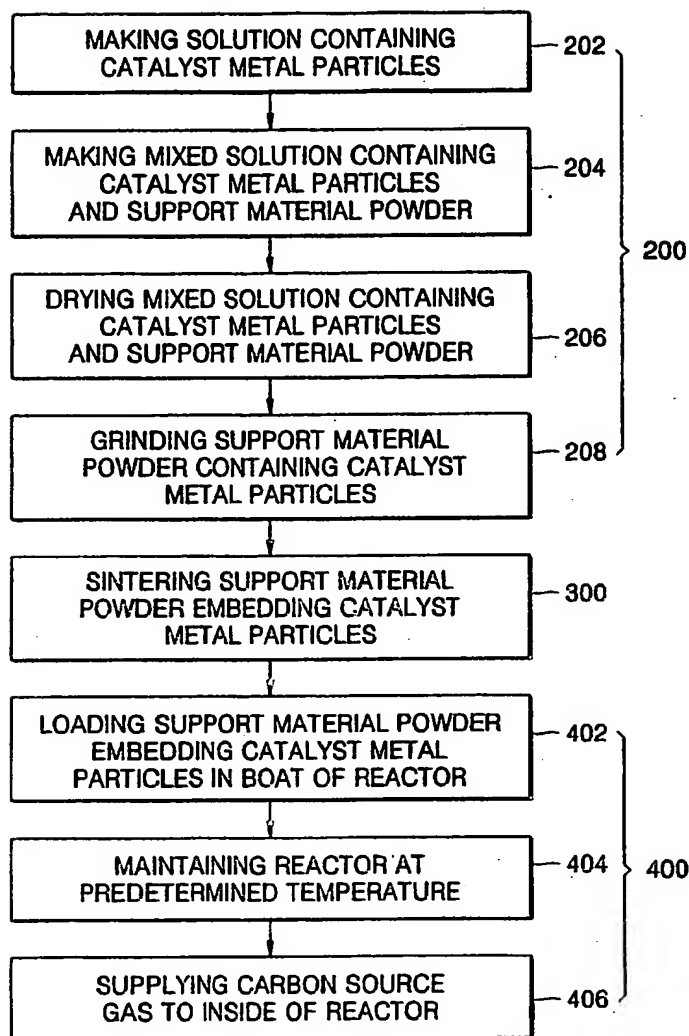 MAKING SOLUTION CONTAINING
CATALYST METAL PARTICLES
202
MAKING MIXED SOLUTION CONTAINING
CATALYST METAL PARTICLES
AND SUPPORT MATERIAL POWDER
204
200
DRYING MIXED SOLUTION CONTAINING
CATALYST METAL PARTICLES
AND SUPPORT MATERIAL POWDER
206
GRINDING SUPPORT MATERIAL
POWDER CONTAINING CATALYST
METAL PARTICLES
208
SINTERING SUPPORT MATERIAL
POWDER EMBEDDING CATALYST
METAL PARTICLES
300
LOADING SUPPORT MATERIAL POWDER
EMBEDDING CATALYST METAL
PARTICLES IN BOAT OF REACTOR
402
MAINTAINING REACTOR AT
PREDETERMINED TEMPERATURE
404
400
SUPPLYING CARBON SOURCE
GAS TO INSIDE OF REACTOR
406